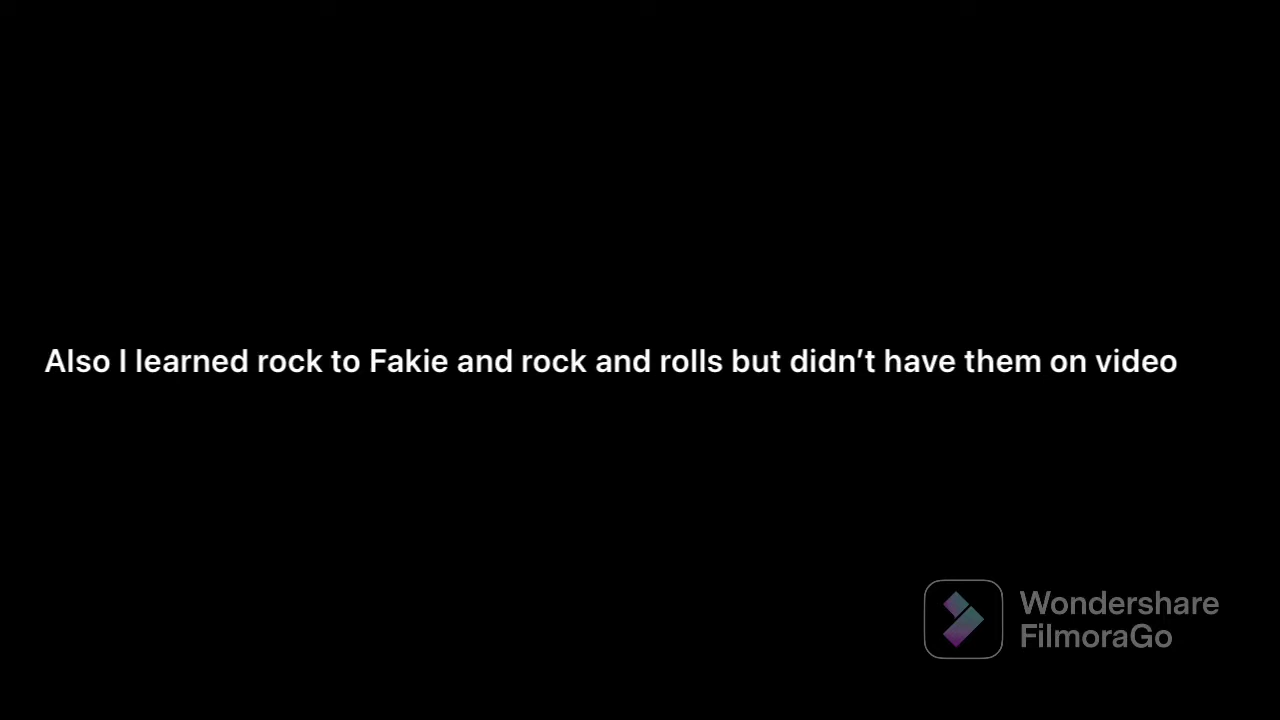 Also I learned rock to Fakie and rock and rolls but didn’t have them on video
Wondershare
FilmoraGo